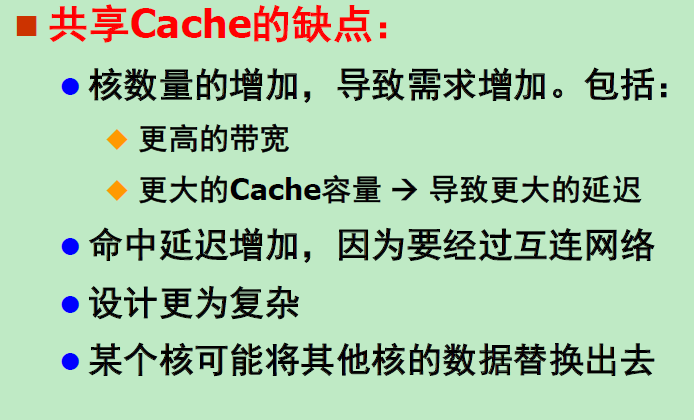 共享Cache的缺点：
核数量的增加，导致需求增加。包括：
更高的带宽
更大的Cache容量 → 导致更大的延迟
命中延迟增加，因为要经过互连网络
设计更为复杂
某个核可能将其他核的数据替换出去